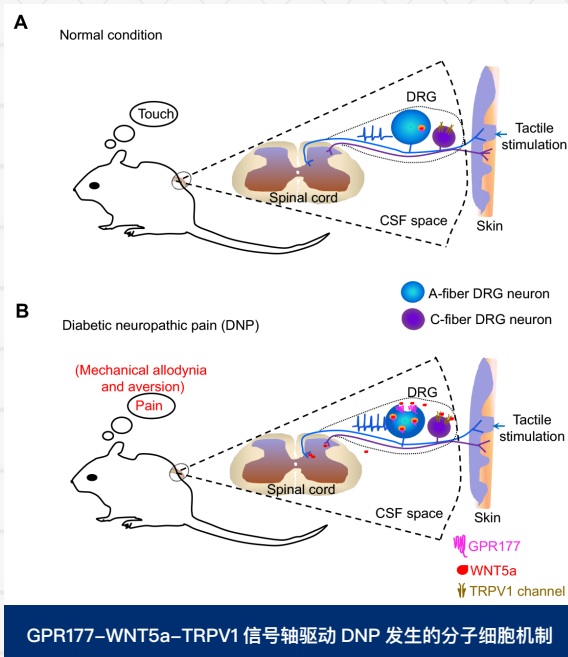 A
Normal condition
Touch
DRG
Tactile
stimulation
Spinal cord
CSF space
Skin
A-fiber DRG neuron
C-fiber DRG neuron
B
Diabetic neuropathic pain (DNP)
(Mechanical allodynia
and aversion)
Pain
DRG
Tactile
stimulation
Spinal cord
CSF space
Skin
GPR177
WNT5a
TRPV1 channel
GPR177–WNT5a–TRPV1 信号轴驱动 DNP 发生的分子细胞机制